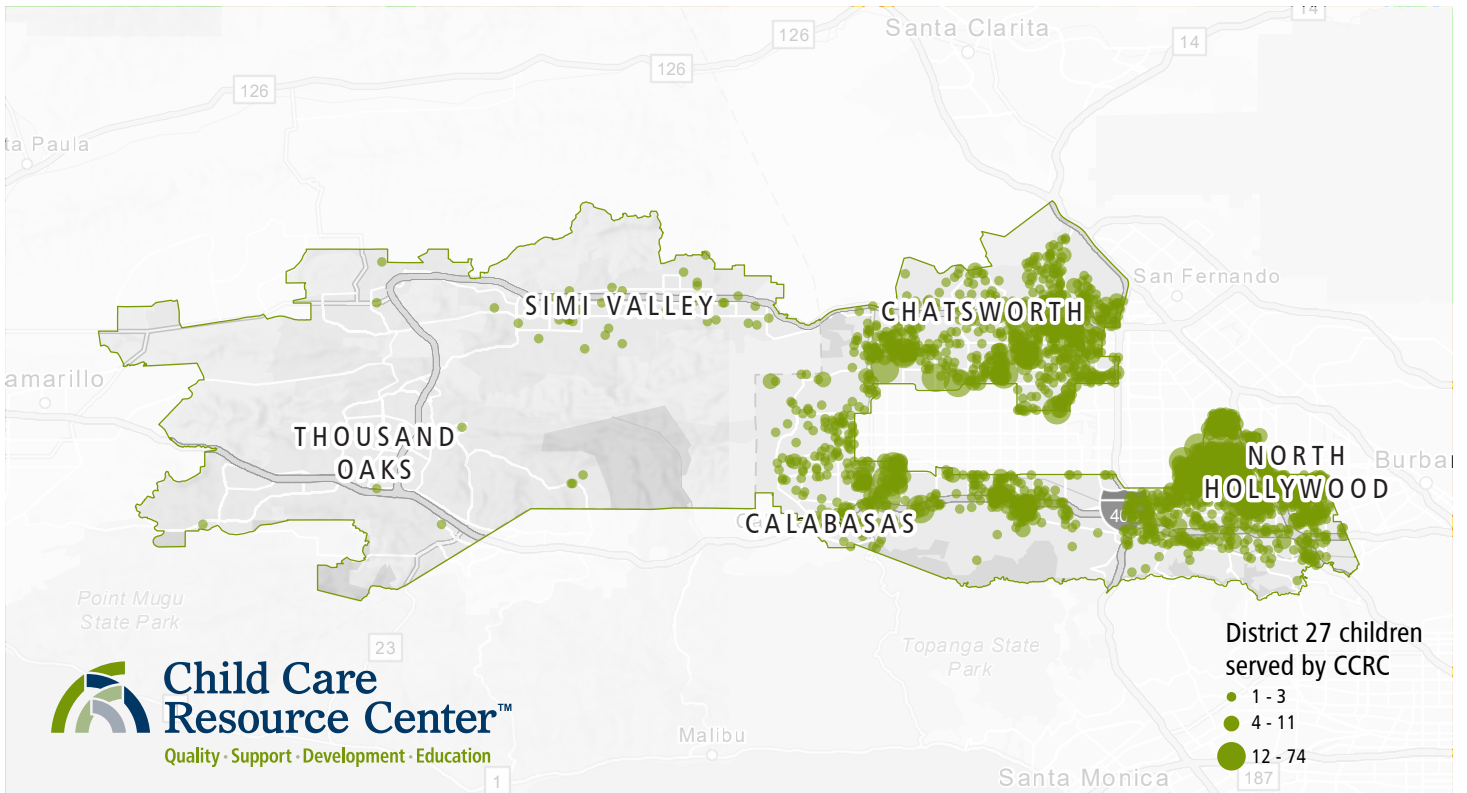 126
Santa Clarita
14
14
126
126
ta Paula
San Fernando
SIMI VALLEY
CHATSWORTH
amarillo
THOUSAND
OAKS
NORTH
HOLLYWOOD
Burba
CALABASAS
40
Point Mugu
State Park
23
Topanga State
Park
District 27 children
served by CCRC
1 - 3
4 - 11
12 - 74
Child Care
Resource Center™
Quality · Support · Development · Education
Malibu
1
Santa Monica
187